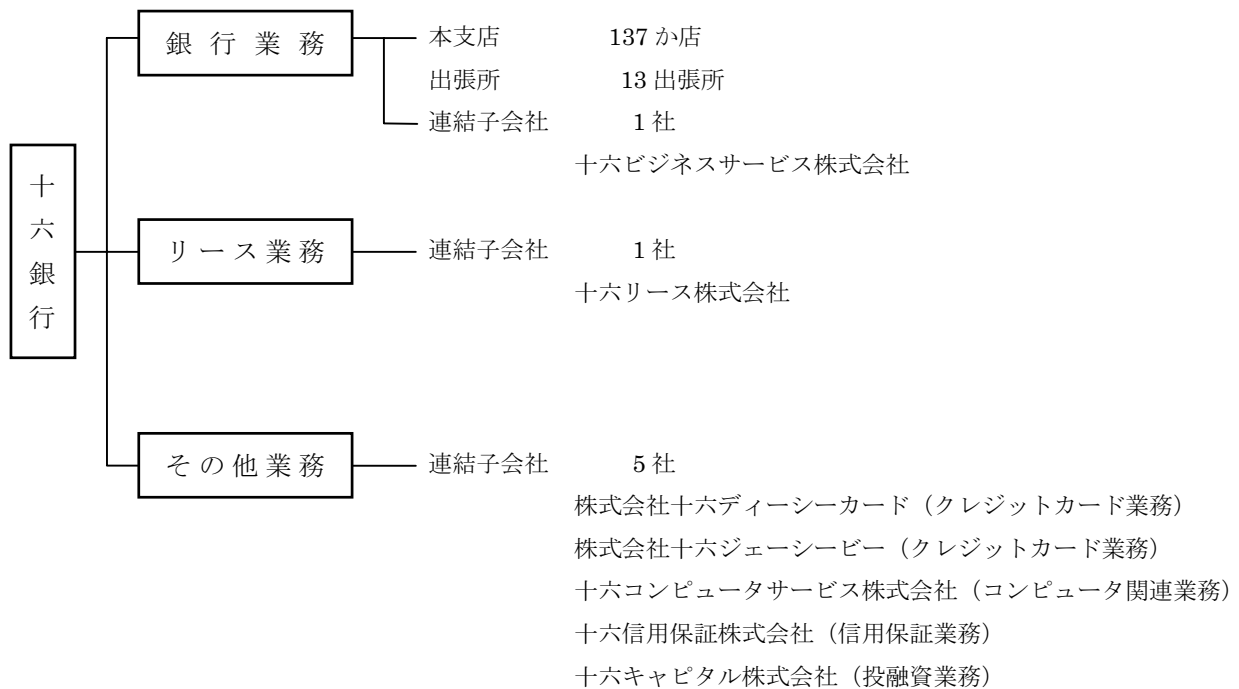 十六銀行
銀行業務
本支店 137か店
出張所 13出張所
連結子会社 1社
十六ビジネスサービス株式会社
リース業務
連結子会社 1社
十六リース株式会社
その他業務
連結子会社 5社
株式会社十六ディーシーカード（クレジットカード業務）
株式会社十六ジェーシービー（クレジットカード業務）
十六コンピュータサービス株式会社（コンピュータ関連業務）
十六信用保証株式会社（信用保証業務）
十六キャピタル株式会社（投融資業務）